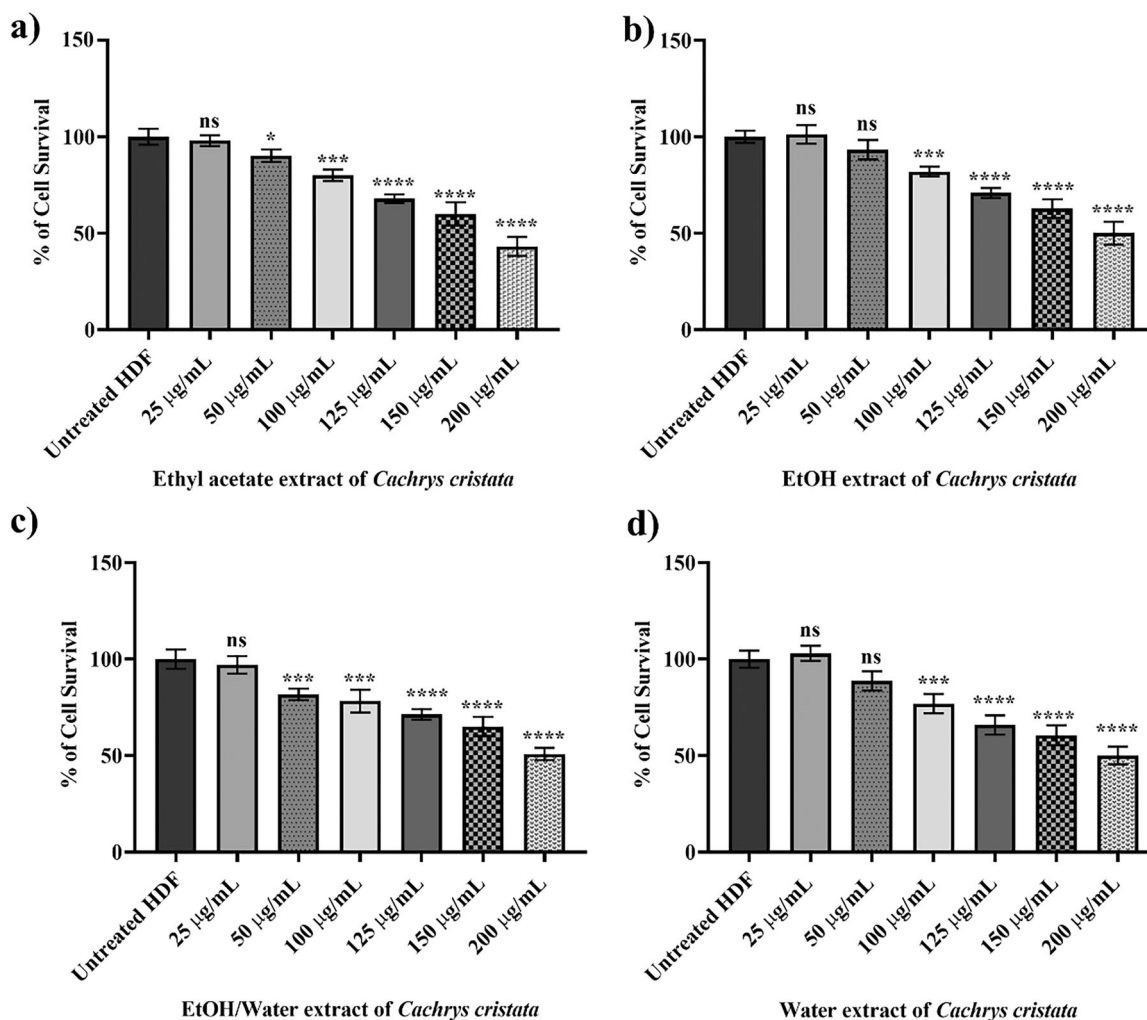 a)
150
100
50
0
% of Cell Survival
ns
*
***
****
****
****
Untreated HDF
25 µg/mL
50 µg/mL
100 µg/mL
125 µg/mL
150 µg/mL
200 µg/mL
Ethyl acetate extract of Cachrys cristata
b)
150
100
50
0
% of Cell Survival
ns
ns
***
****
****
****
Untreated HDF
25 µg/mL
50 µg/mL
100 µg/mL
125 µg/mL
150 µg/mL
200 µg/mL
EtOH extract of Cachrys cristata
c)
150
100
50
0
% of Cell Survival
ns
***
***
****
****
****
Untreated HDF
25 µg/mL
50 µg/mL
100 µg/mL
125 µg/mL
150 µg/mL
200 µg/mL
EtOH/Water extract of Cachrys cristata
d)
150
100
50
0
% of Cell Survival
ns
ns
***
****
****
****
Untreated HDF
25 µg/mL
50 µg/mL
100 µg/mL
125 µg/mL
150 µg/mL
200 µg/mL
Water extract of Cachrys cristata